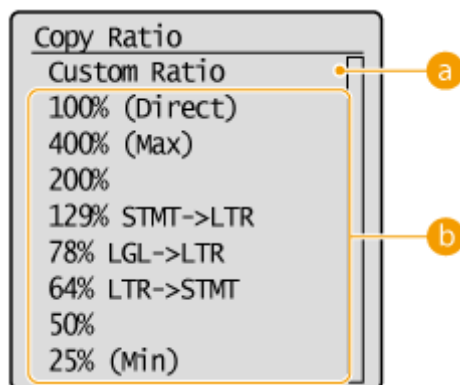 Copy Ratio
Custom Ratio
a
100% (Direct)
400% (Max)
200%
129% STMT->LTR
78% LGL->LTR
b
64% LTR->STMT
50%
25% (Min)